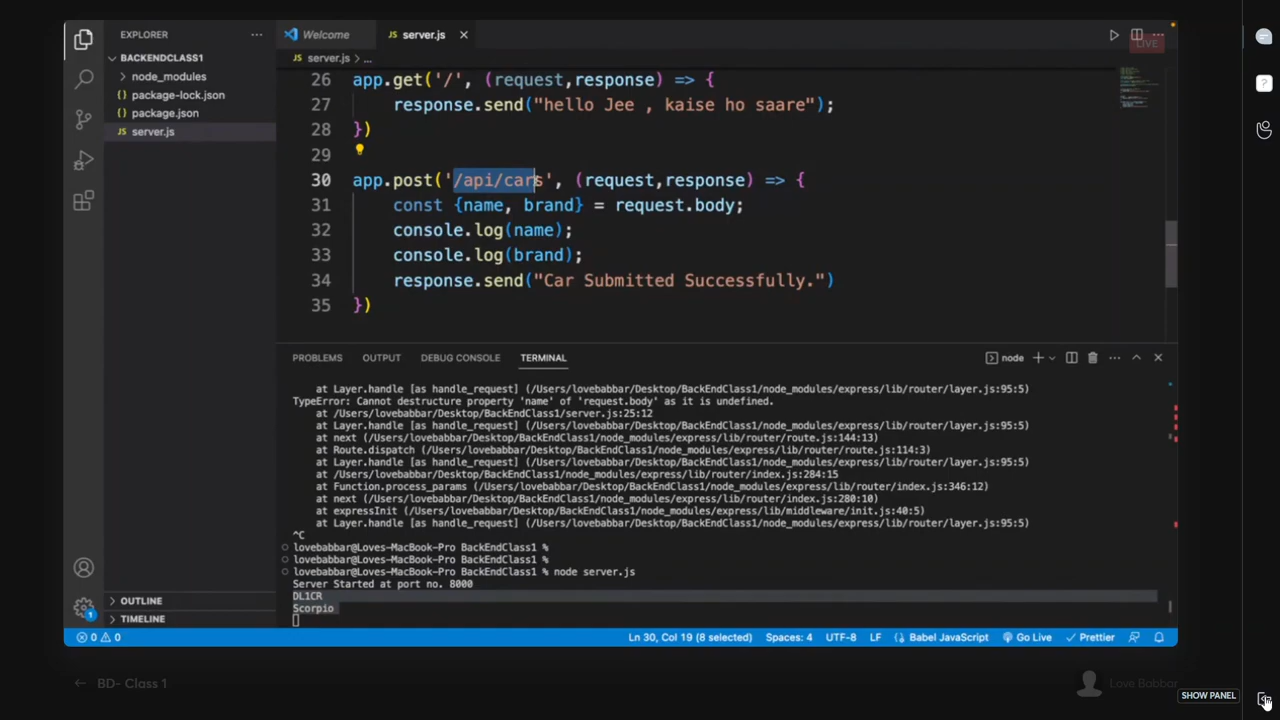 EXPLORER
Welcome
server.js
LIVE
BACKENDCLASS1
server.js > ...
node_modules
package-lock.json
package.json
server.js
26 app.get('/', (request,response) => {
27 response.send("hello Jee , kaise ho saare");
28 })
29
30 app.post('/api/cars', (request,response) => {
31 const {name, brand} = request.body;
32 console.log(name);
33 console.log(brand);
34 response.send("Car Submitted Successfully.")
35 })
PROBLEMS OUTPUT DEBUG CONSOLE TERMINAL
node
at Layer.handle [as handle_request] (/Users/lovebabbar/Desktop/BackEndClass1/node_modules/express/lib/router/layer.js:95:5)
TypeError: Cannot destructure property 'name' of 'request.body' as it is undefined.
at /Users/lovebabbar/Desktop/BackEndClass1/server.js:25:12
at Layer.handle [as handle_request] (/Users/lovebabbar/Desktop/BackEndClass1/node_modules/express/lib/router/layer.js:95:5)
at next (/Users/lovebabbar/Desktop/BackEndClass1/node_modules/express/lib/router/route.js:144:13)
at Route.dispatch (/Users/lovebabbar/Desktop/BackEndClass1/node_modules/express/lib/router/route.js:114:3)
at Layer.handle [as handle_request] (/Users/lovebabbar/Desktop/BackEndClass1/node_modules/express/lib/router/layer.js:95:5)
at /Users/lovebabbar/Desktop/BackEndClass1/node_modules/express/lib/router/index.js:284:15
at Function.process_params (/Users/lovebabbar/Desktop/BackEndClass1/node_modules/express/lib/router/index.js:346:12)
at next (/Users/lovebabbar/Desktop/BackEndClass1/node_modules/express/lib/router/index.js:280:10)
at expressInit (/Users/lovebabbar/Desktop/BackEndClass1/node_modules/express/lib/middleware/init.js:40:5)
at Layer.handle [as handle_request] (/Users/lovebabbar/Desktop/BackEndClass1/node_modules/express/lib/router/layer.js:95:5)
^C
lovebabbar@Loves-MacBook-Pro BackEndClass1 %
lovebabbar@Loves-MacBook-Pro BackEndClass1 %
lovebabbar@Loves-MacBook-Pro BackEndClass1 % node server.js
Server Started at port no. 8000
DL1CR
Scorpio
OUTLINE
TIMELINE
1
0 0
Ln 30, Col 19 (8 selected) Spaces: 4 UTF-8 LF Babel JavaScript Go Live Prettier
BD- Class 1
Love Babbar
SHOW PANEL